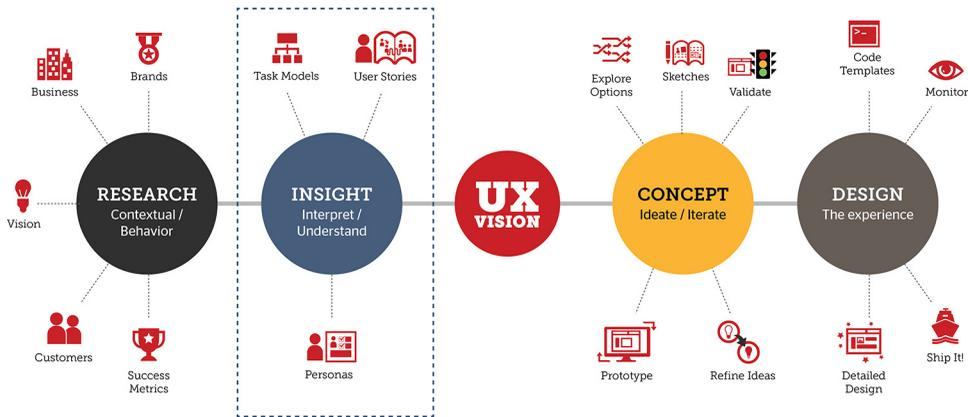 Business
Brands
Vision
RESEARCH
Contextual /
Behavior
Customers
Success
Metrics
Task Models
User Stories
INSIGHT
Interpret /
Understand
Personas
UX
VISION
Explore
Options
Sketches
Validate
CONCEPT
Ideate / Iterate
Prototype
Refine Ideas
>-
Code
Templates
Monitor
DESIGN
The experience
Detailed
Design
Ship It!